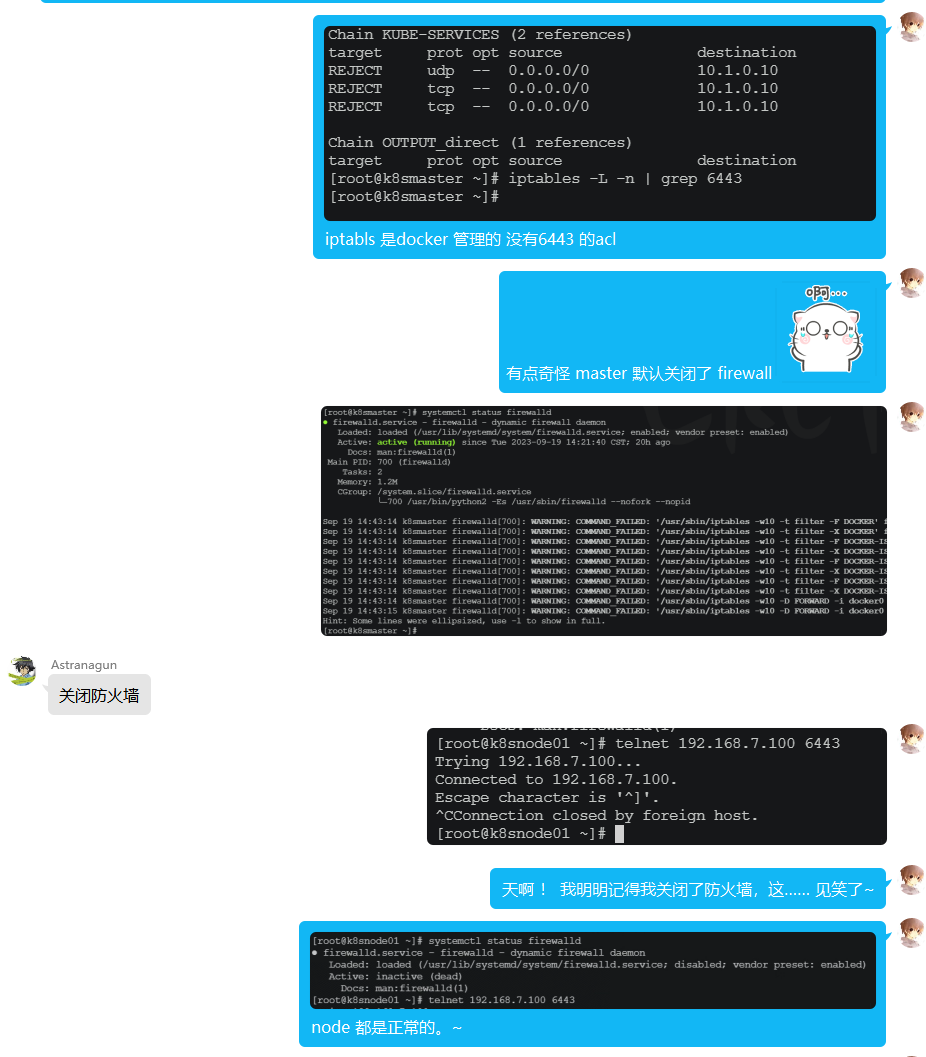 Chain KUBE-SERVICES (2 references)
target     prot opt source               destination
REJECT     udp  --  0.0.0.0/0            10.1.0.10
REJECT     tcp  --  0.0.0.0/0            10.1.0.10
REJECT     tcp  --  0.0.0.0/0            10.1.0.10
Chain OUTPUT_direct (1 references)
target     prot opt source               destination
[root@k8smaster ~]# iptables -L -n | grep 6443
[root@k8smaster ~]#
iptabls 是docker 管理的 没有6443 的acl
啊...
有点奇怪 master 默认关闭了 firewall
[root@k8smaster ~]# systemctl status firewalld
● firewalld.service - firewalld - dynamic firewall daemon
Loaded: loaded (/usr/lib/systemd/system/firewalld.service; enabled; vendor preset: enabled)
Active: active (running) since Tue 2023-09-19 14:21:40 CST; 20h ago
Docs: man:firewalld(1)
Main PID: 700 (firewalld)
Tasks: 2
Memory: 1.2M
CGroup: /system.slice/firewalld.service
└─700 /usr/bin/python2 -Es /usr/sbin/firewalld --nofork --nopid
Sep 19 14:43:14 k8smaster firewalld[700]: WARNING: COMMAND_FAILED: '/usr/sbin/iptables -w10 -t filter -F DOCKER' f
Sep 19 14:43:14 k8smaster firewalld[700]: WARNING: COMMAND_FAILED: '/usr/sbin/iptables -w10 -t filter -X DOCKER' f
Sep 19 14:43:14 k8smaster firewalld[700]: WARNING: COMMAND_FAILED: '/usr/sbin/iptables -w10 -t filter -F DOCKER-IS
Sep 19 14:43:14 k8smaster firewalld[700]: WARNING: COMMAND_FAILED: '/usr/sbin/iptables -w10 -t filter -X DOCKER-IS
Sep 19 14:43:14 k8smaster firewalld[700]: WARNING: COMMAND_FAILED: '/usr/sbin/iptables -w10 -t filter -F DOCKER-IS
Sep 19 14:43:14 k8smaster firewalld[700]: WARNING: COMMAND_FAILED: '/usr/sbin/iptables -w10 -t filter -X DOCKER-IS
Sep 19 14:43:14 k8smaster firewalld[700]: WARNING: COMMAND_FAILED: '/usr/sbin/iptables -w10 -t filter -F DOCKER-IS
Sep 19 14:43:14 k8smaster firewalld[700]: WARNING: COMMAND_FAILED: '/usr/sbin/iptables -w10 -t filter -X DOCKER-IS
Sep 19 14:43:14 k8smaster firewalld[700]: WARNING: COMMAND_FAILED: '/usr/sbin/iptables -w10 -D FORWARD -i docker0
Sep 19 14:43:15 k8smaster firewalld[700]: WARNING: COMMAND_FAILED: '/usr/sbin/iptables -w10 -D FORWARD -i docker0
Hint: Some lines were ellipsized, use -l to show in full.
[root@k8smaster ~]#
Astranagun
关闭防火墙
Docs: man:firewalld(1)
[root@k8snode01 ~]# telnet 192.168.7.100 6443
Trying 192.168.7.100...
Connected to 192.168.7.100.
Escape character is '^]'.
^CConnection closed by foreign host.
[root@k8snode01 ~]#
天啊！ 我明明记得我关闭了防火墙，这...... 见笑了~
[root@k8snode01 ~]# systemctl status firewalld
● firewalld.service - firewalld - dynamic firewall daemon
Loaded: loaded (/usr/lib/systemd/system/firewalld.service; disabled; vendor preset: enabled)
Active: inactive (dead)
Docs: man:firewalld(1)
[root@k8snode01 ~]# telnet 192.168.7.100 6443
node 都是正常的。~